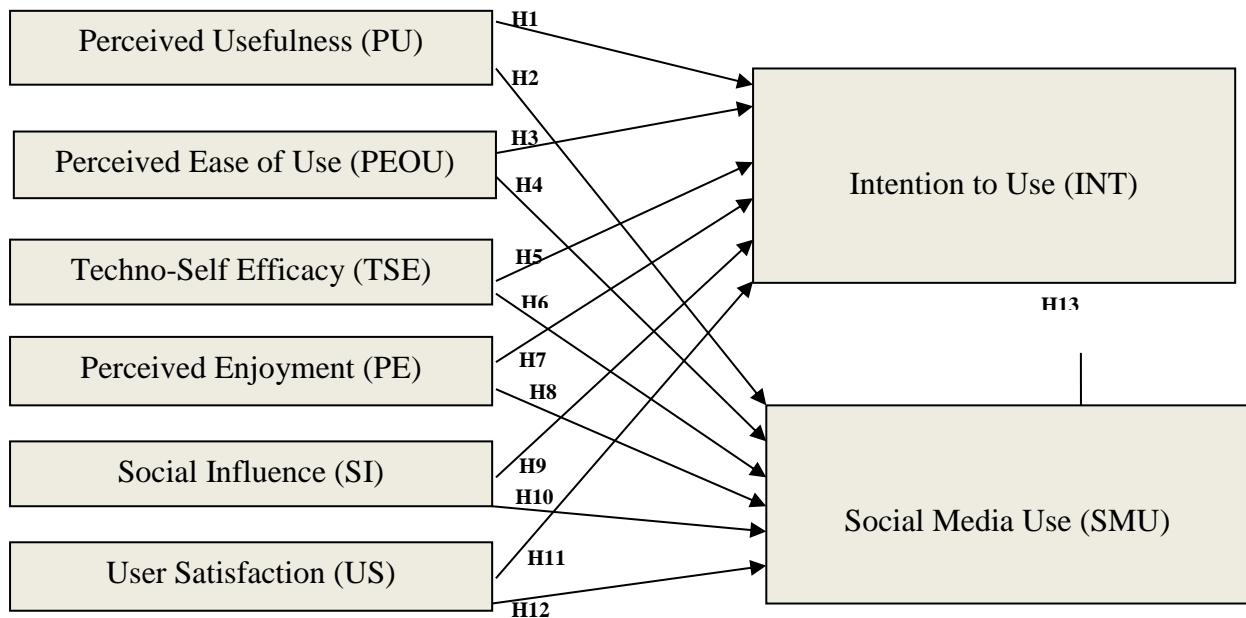 H1
Perceived Usefulness (PU)
H2
H3
Perceived Ease of Use (PEOU)
H4
Intention to Use (INT)
H5
Techno-Self Efficacy (TSE)
H6
H13
Perceived Enjoyment (PE)
H7
H8
Social Influence (SI)
H9
H10
Social Media Use (SMU)
H11
User Satisfaction (US)
H12